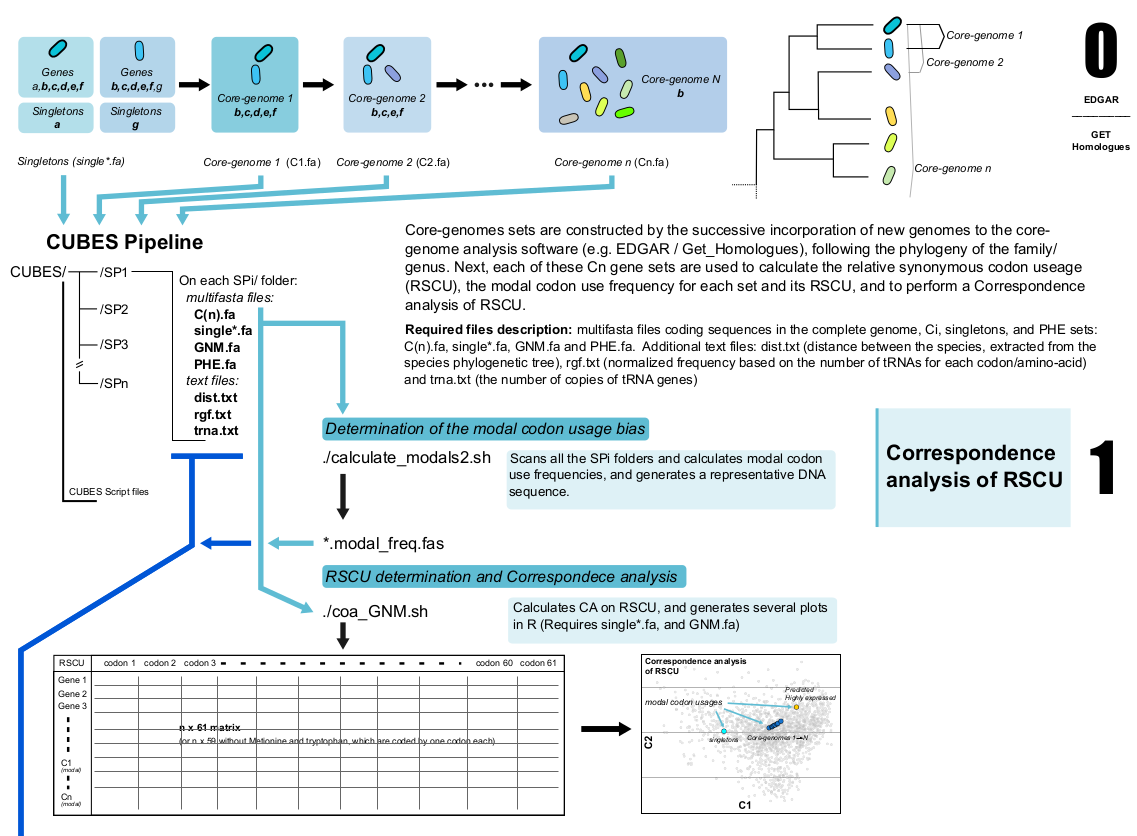 Genes
a,b,c,d,e,f
Singletons
a
Genes
b,c,d,e,f,g
Singletons
g
Core-genome 1
b,c,d,e,f
Core-genome 2
b,c,e,f
Core-genome N
b
Core-genome 1
Core-genome 2
Core-genome n
0
EDGAR
GET
Homologues
Singletons (single*.fa)
Core-genome 1 (C1.fa)
Core-genome 2 (C2.fa)
Core-genome n (Cn.fa)
CUBES Pipeline
CUBES/
/SP1
/SP2
/SP3
/SPn
CUBES Script files
On each SPi/ folder:
multifasta files:
C(n).fa
single*.fa
GNM.fa
PHE.fa
text files:
dist.txt
rgf.txt
trna.txt
Core-genomes sets are constructed by the successive incorporation of new genomes to the core-
genome analysis software (e.g. EDGAR / Get_Homologues), following the phylogeny of the family/
genus. Next, each of these Cn gene sets are used to calculate the relative synonymous codon useage
(RSCU), the modal codon use frequency for each set and its RSCU, and to perform a Correspondence
analysis of RSCU.
Required files description: multifasta files coding sequences in the complete genome, Ci, singletons, and PHE sets:
C(n).fa, single*.fa, GNM.fa and PHE.fa. Additional text files: dist.txt (distance between the species, extracted from the
species phylogenetic tree), rgf.txt (normalized frequency based on the number of tRNAs for each codon/amino-acid)
and trna.txt (the number of copies of tRNA genes)
Determination of the modal codon usage bias
./calculate_modals2.sh
Scans all the SPi folders and calculates modal codon
use frequencies, and generates a representative DNA
sequence.
*.modal_freq.fas
Correspondence
analysis of RSCU
1
RSCU determination and Correspondece analysis
./coa_GNM.sh
Calculates CA on RSCU, and generates several plots
in R (Requires single*.fa, and GNM.fa)
RSCU codon 1 codon 2 codon 3 codon 60 codon 61
Gene 1
Gene 2
Gene 3
n x 61 matrix
(or n x 59 without Metionine and tryptophan, which are coded by one codon each)
C1
(modal)
Cn
(modal)
Correspondence analysis
of RSCU
Predicted
Highly expressed
modal codon usages
singletons
Core-genomes 1→N
C2
C1